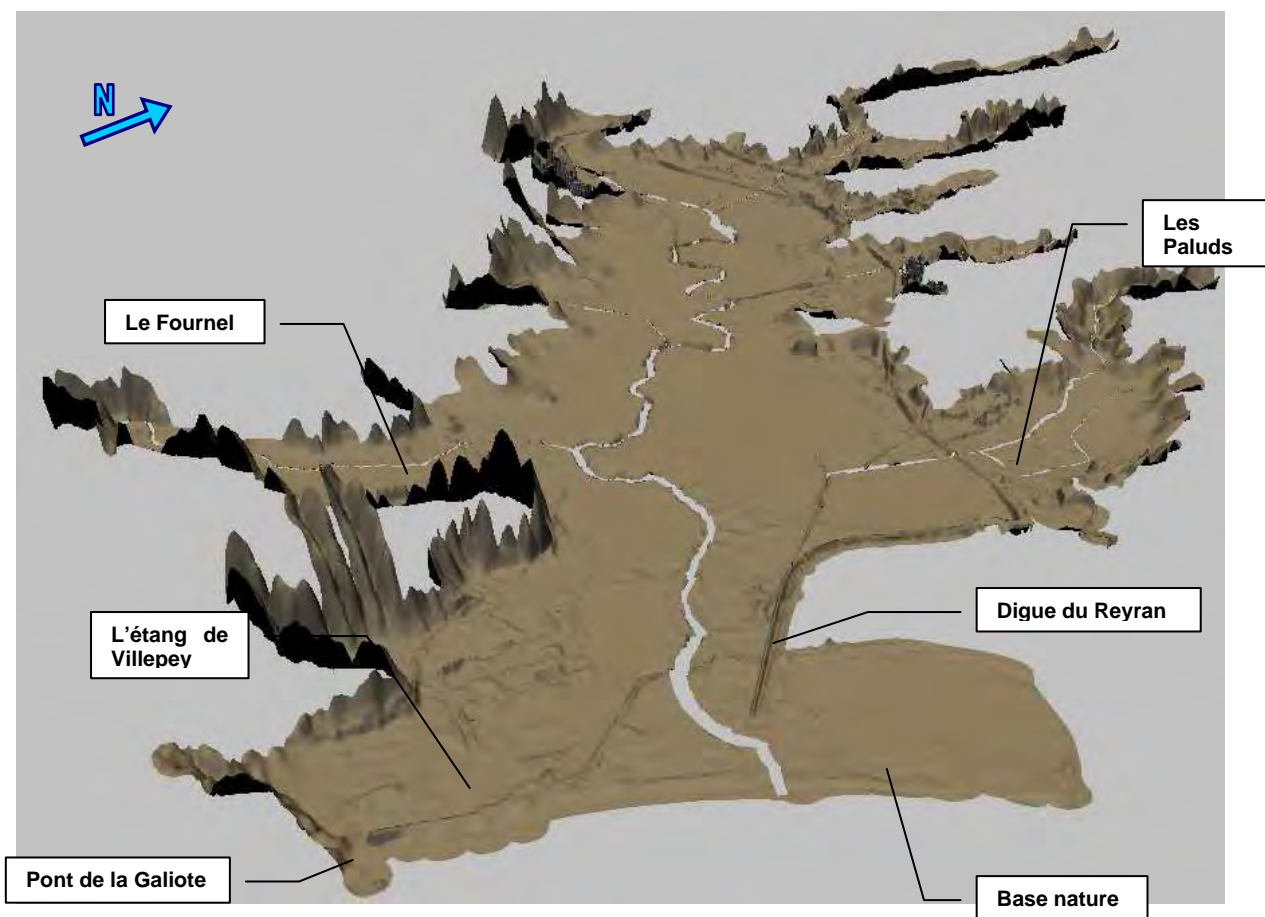 N
Les
Paluds
Le Fournel
Digue du Reyran
L'étang de
Villepey
Pont de la Galiote
Base nature